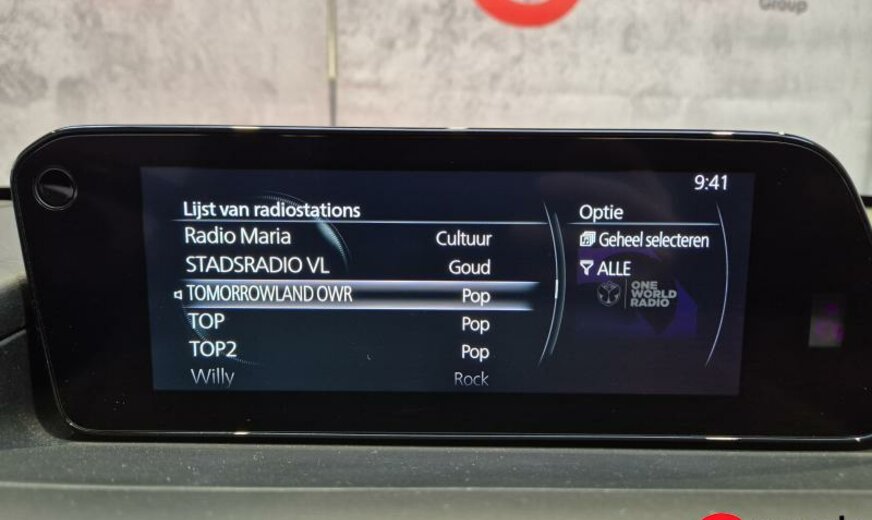 Group
9:41
Lijst van radiostations
Optie
Radio Maria Cultuur
Geheel selecteren
STADSRADIO VL Goud
ALLE
TOMORROWLAND OWR Pop
ONE
WORLD
RADIO
TOP Pop
TOP2 Pop
Willy Rock